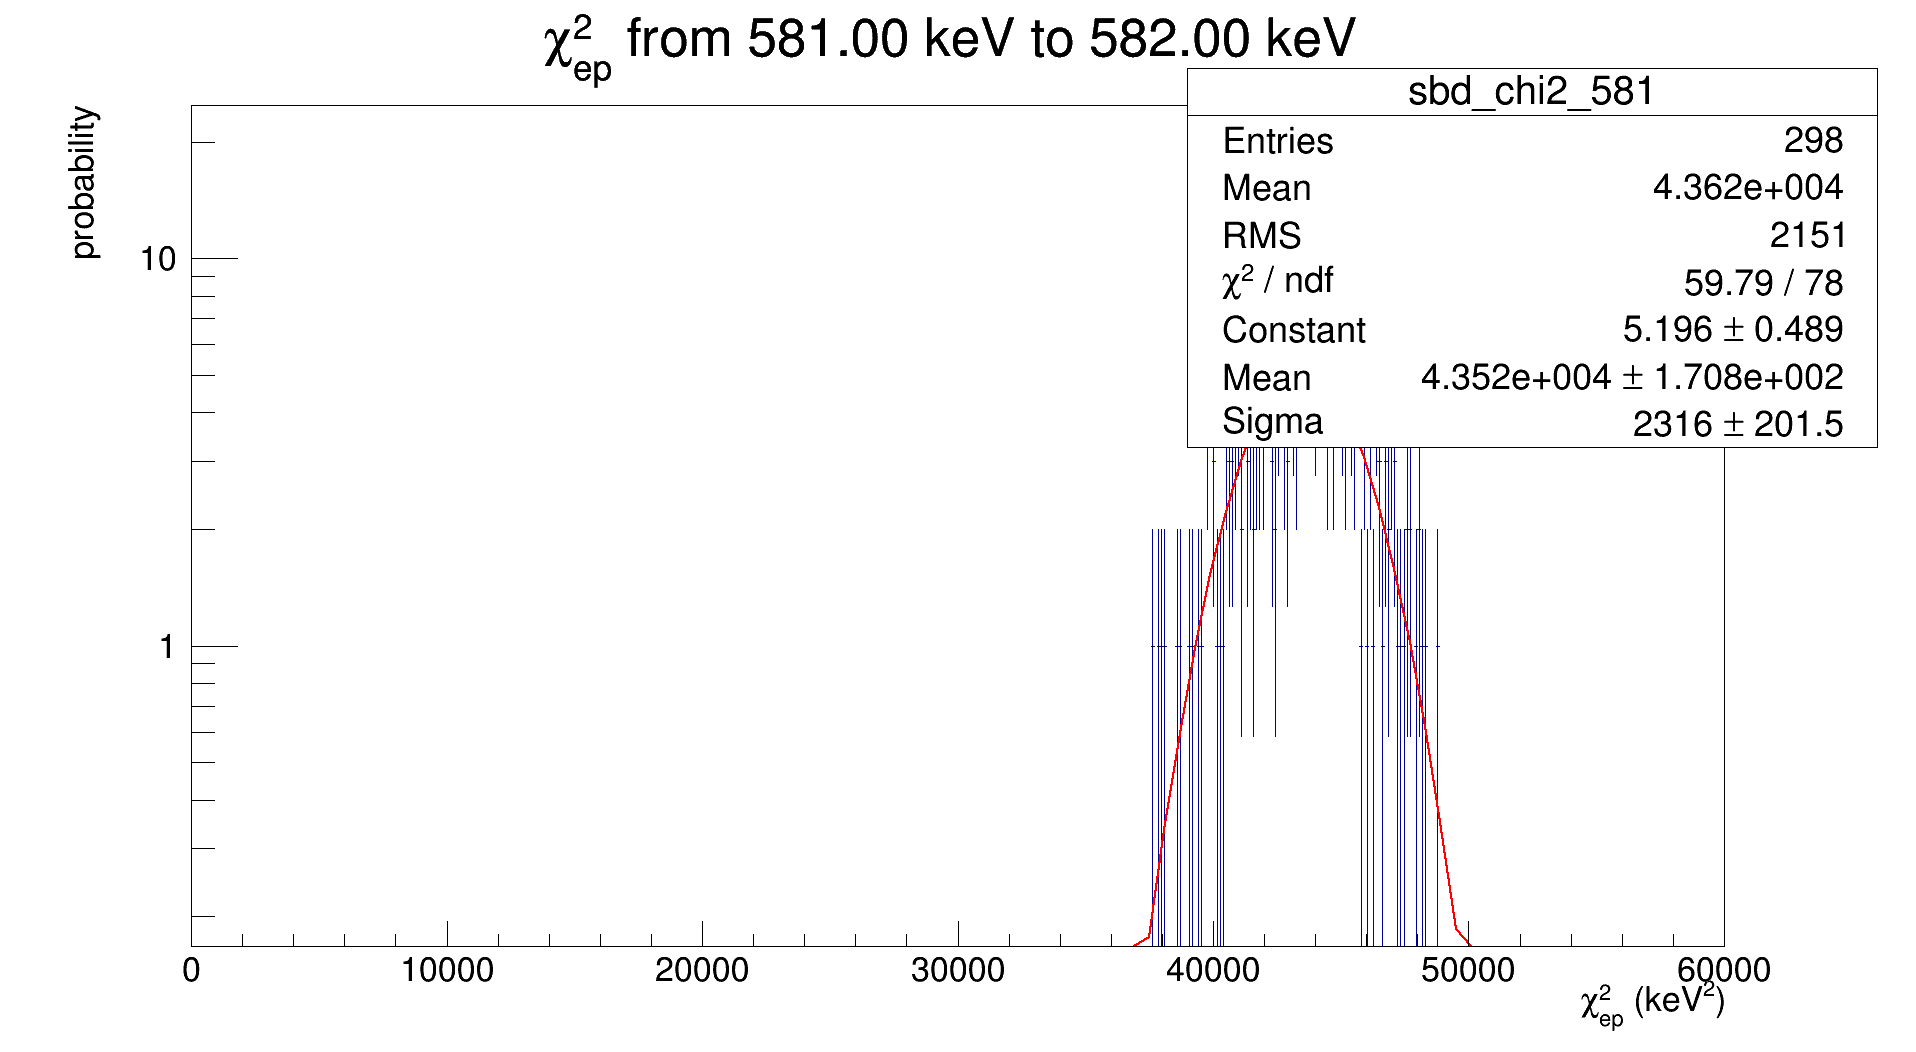 χ²ep from 581.00 keV to 582.00 keV
sbd_chi2_581
Entries 298
Mean 4.362e+004
RMS 2151
χ² / ndf 59.79 / 78
Constant 5.196 ± 0.489
Mean 4.352e+004 ± 1.708e+002
Sigma 2316 ± 201.5
probability
10
1
0 10000 20000 30000 40000 50000 60000
χ²ep (keV²)